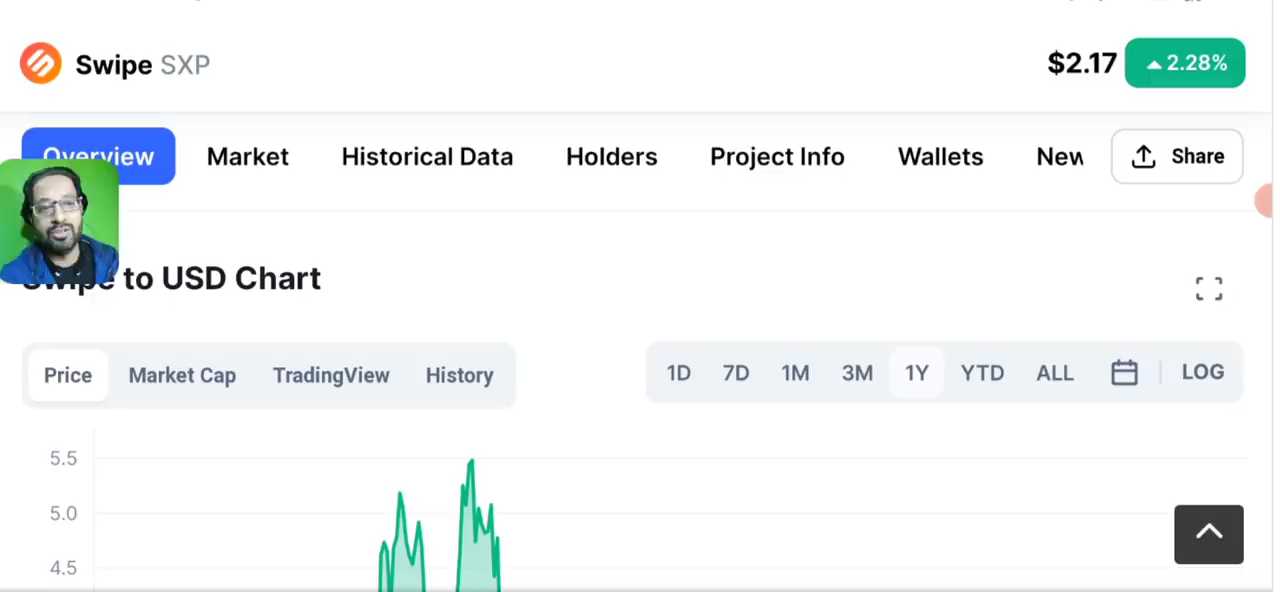 Swipe SXP
$2.17 2.28%
Overview Market Historical Data Holders Project Info Wallets New Share
Swipe to USD Chart
Price Market Cap TradingView History
1D 7D 1M 3M 1Y YTD ALL LOG
5.5
5.0
4.5